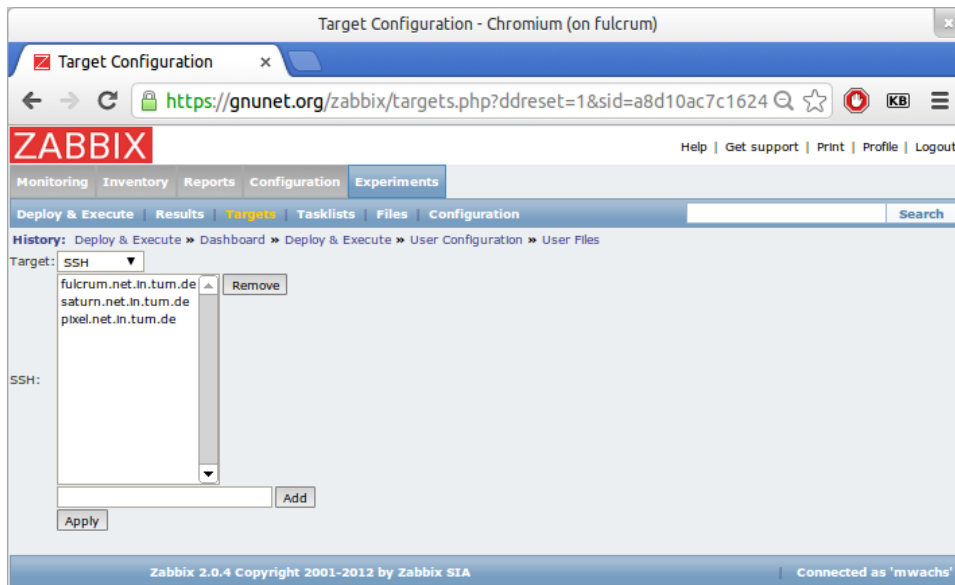 Target Configuration - Chromium (on fulcrum)
Target Configuration
https://gnunet.org/zabbix/targets.php?ddreset=1&sid=a8d10ac7c1624
KB
ZABBIX
Help | Get support | Print | Profile | Logout
Monitoring Inventory Reports Configuration Experiments
Deploy & Execute | Results | Targets | Tasklists | Files | Configuration Search
History: Deploy & Execute » Dashboard » Deploy & Execute » User Configuration » User Files
Target: SSH
fulcrum.net.in.tum.de Remove
saturn.net.in.tum.de
pixel.net.in.tum.de
SSH:
Add
Apply
Zabbix 2.0.4 Copyright 2001-2012 by Zabbix SIA | Connected as 'mwachs'